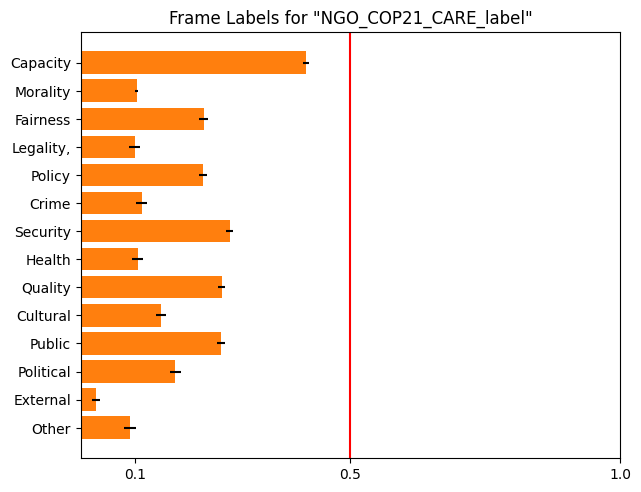 Frame Labels for "NGO_COP21_CARE_label"
Capacity
Morality
Fairness
Legality,
Policy
Crime
Security
Health
Quality
Cultural
Public
Political
External
Other
0.1 0.5 1.0